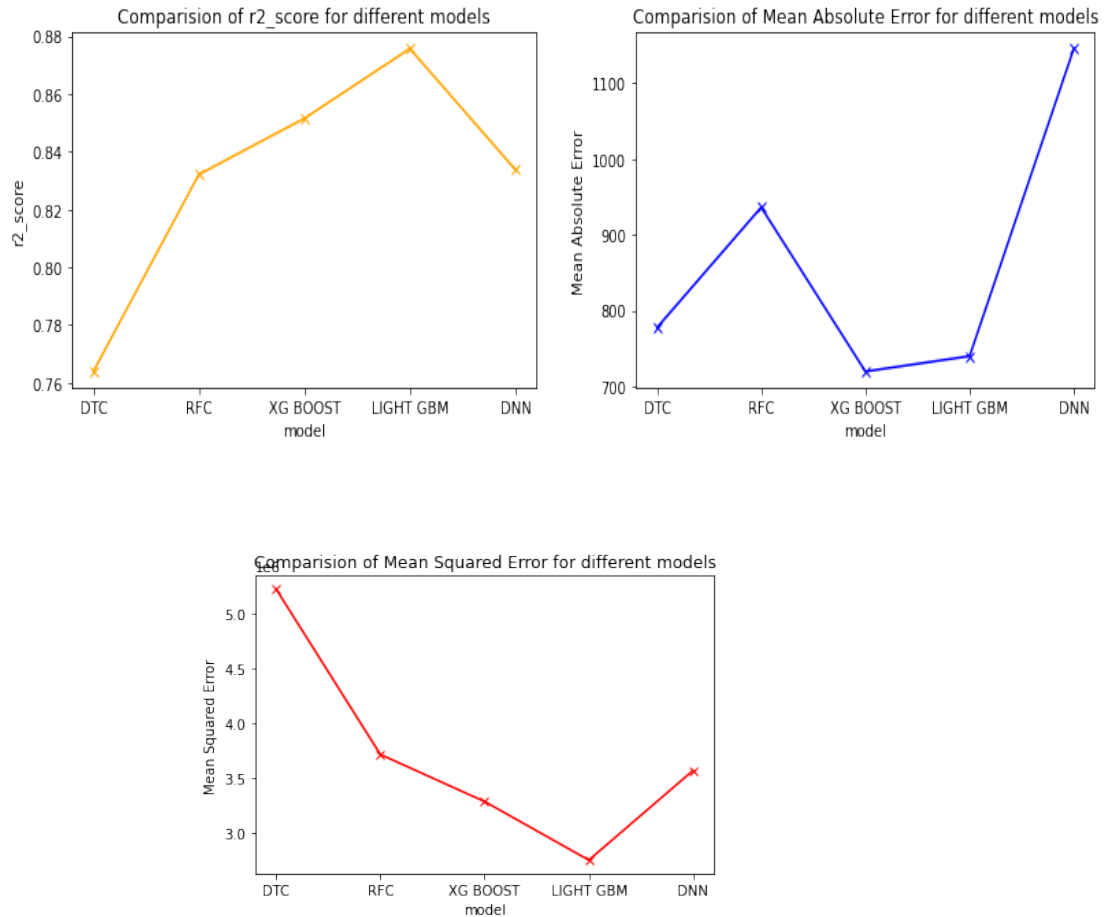 Comparision of r2_score for different models
0.88
0.86
0.84
0.82
0.80
0.78
0.76
r2_score
DTC RFC XG BOOST LIGHT GBM DNN
model
Comparision of Mean Absolute Error for different models
1100
1000
900
800
700
Mean Absolute Error
DTC RFC XG BOOST LIGHT GBM DNN
model
Comparision of Mean Squared Error for different models
1e6
5.0
4.5
4.0
3.5
3.0
Mean Squared Error
DTC RFC XG BOOST LIGHT GBM DNN
model